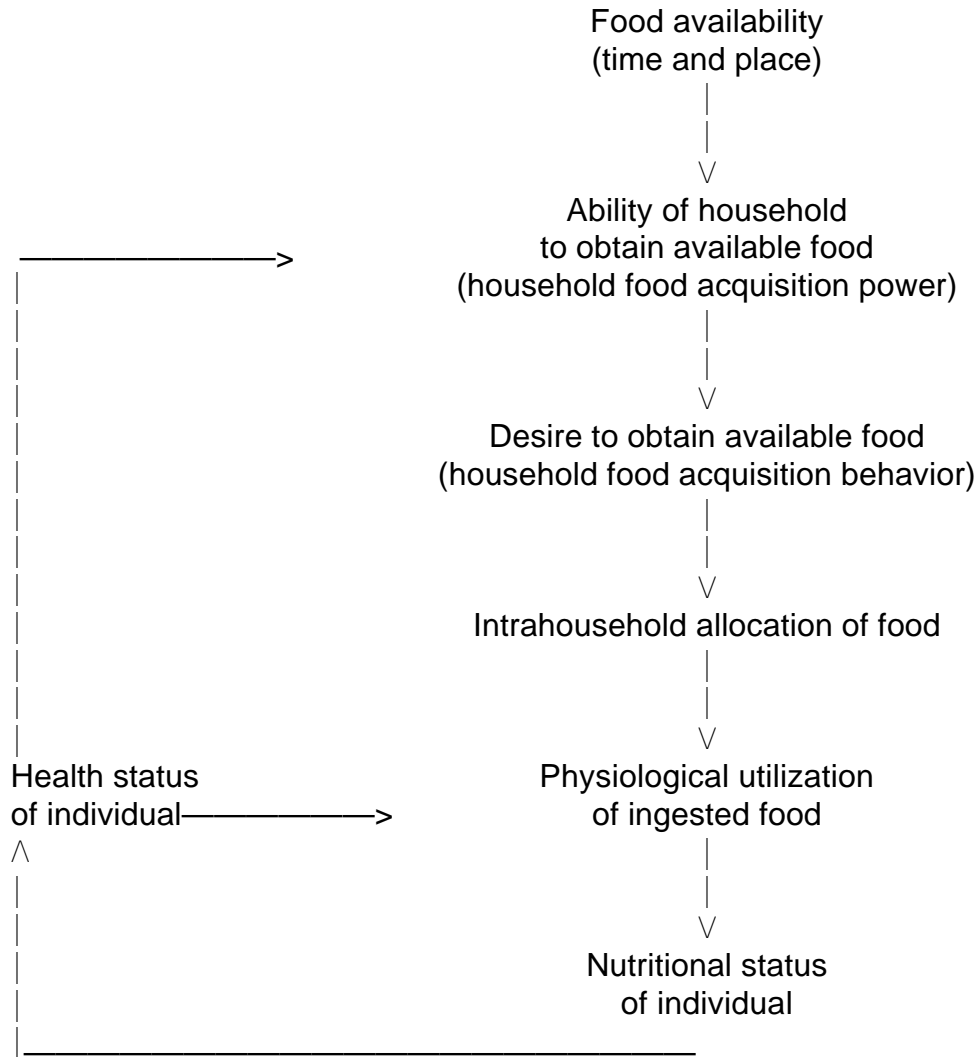 Food availability
(time and place)
Ability of household
to obtain available food
(household food acquisition power)
Desire to obtain available food
(household food acquisition behavior)
Intrahousehold allocation of food
Health status
of individual
Physiological utilization
of ingested food
Nutritional status
of individual